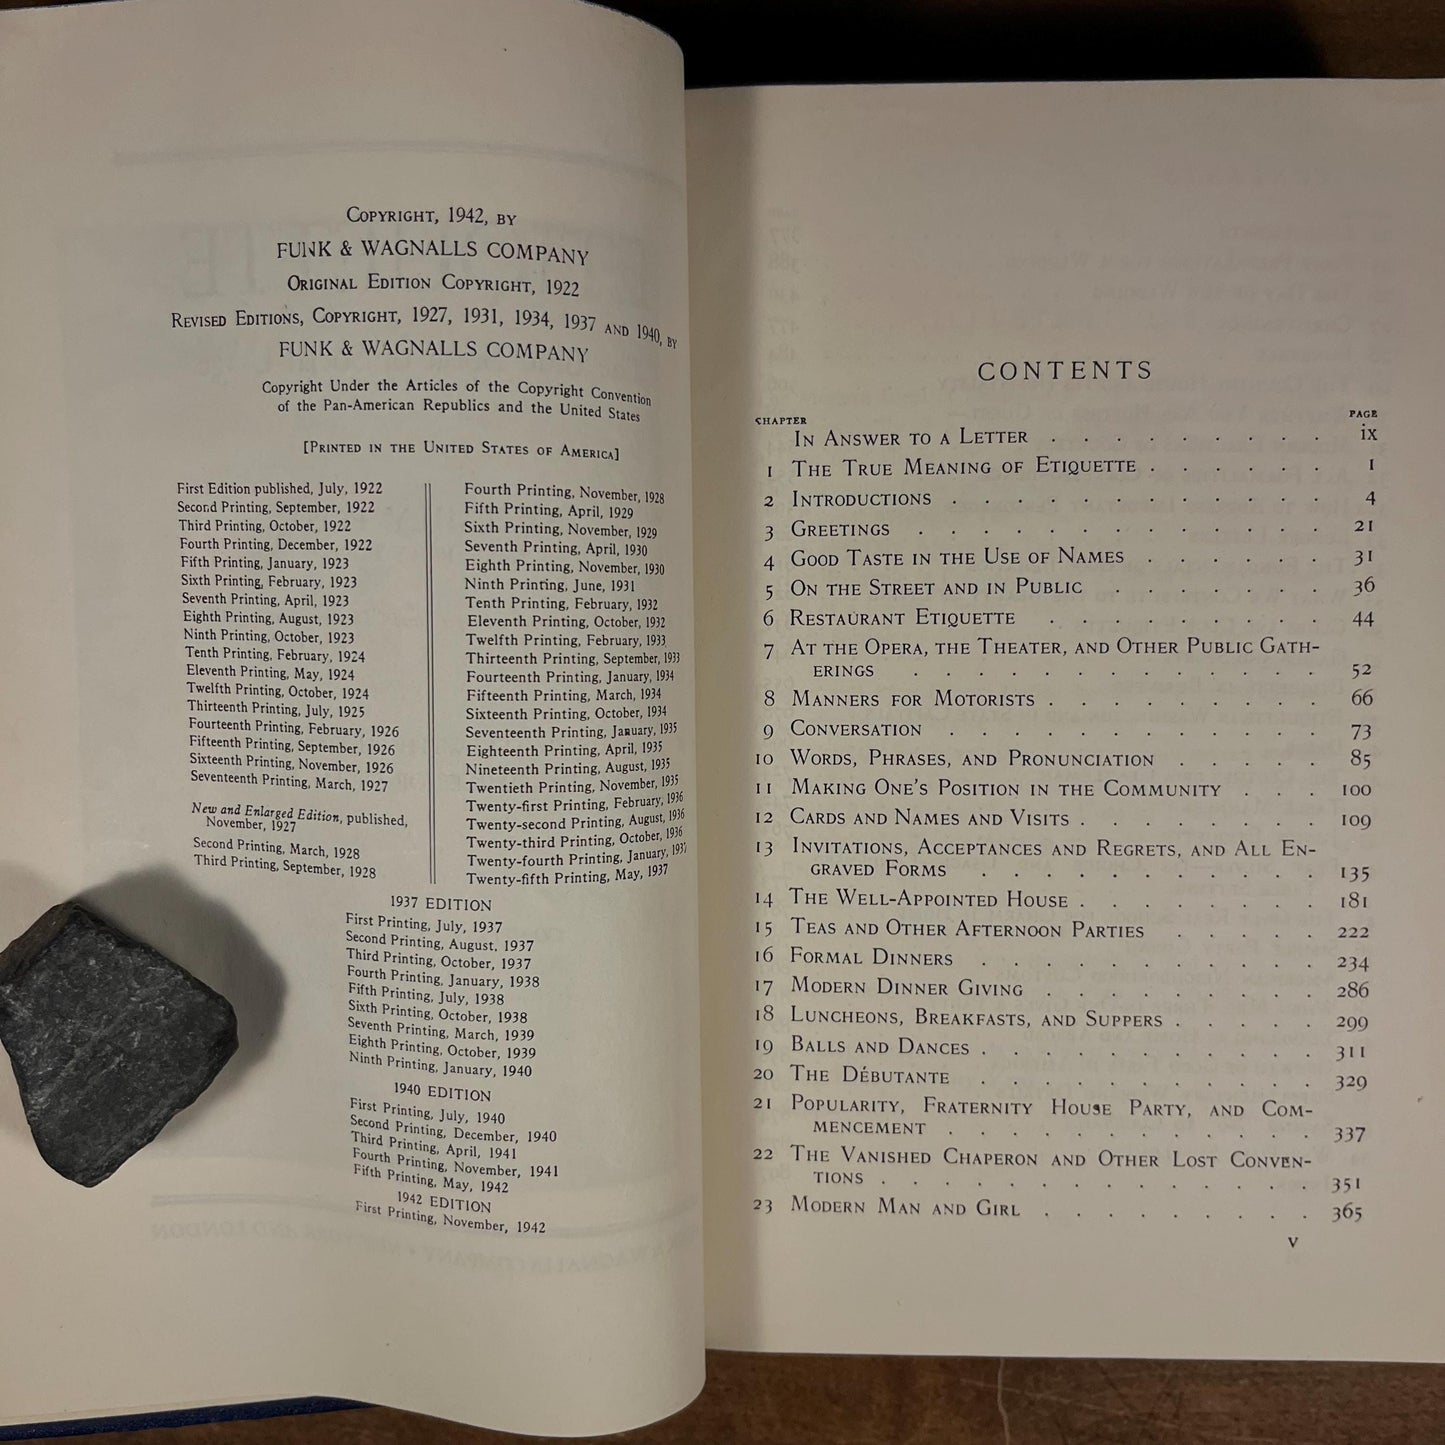 COPYRIGHT, 1942, BY
FUNK & WAGNALLS COMPANY
ORIGINAL EDITION COPYRIGHT, 1922
REVISED EDITIONS, COPYRIGHT, 1927, 1931, 1934, 1937 AND 1940, BY
FUNK & WAGNALLS COMPANY
Copyright Under the Articles of the Copyright Convention
of the Pan-American Republics and the United States
[PRINTED IN THE UNITED STATES OF AMERICA]
First Edition published, July, 1922
Second Printing, September, 1922
Third Printing, October, 1922
Fourth Printing, December, 1922
Fifth Printing, January, 1923
Sixth Printing, February, 1923
Seventh Printing, April, 1923
Eighth Printing, August, 1923
Ninth Printing, October, 1923
Tenth Printing, February, 1924
Eleventh Printing, May, 1924
Twelfth Printing, October, 1924
Thirteenth Printing, July, 1925
Fourteenth Printing, February, 1926
Fifteenth Printing, September, 1926
Sixteenth Printing, November, 1926
Seventeenth Printing, March, 1927
New and Enlarged Edition, published,
November, 1927
Second Printing, March, 1928
Third Printing, September, 1928
Fourth Printing, November, 1928
Fifth Printing, April, 1929
Sixth Printing, November, 1929
Seventh Printing, April, 1930
Eighth Printing, November, 1930
Ninth Printing, June, 1931
Tenth Printing, February, 1932
Eleventh Printing, October, 1932
Twelfth Printing, February, 1933
Thirteenth Printing, September, 1933
Fourteenth Printing, January, 1934
Fifteenth Printing, March, 1934
Sixteenth Printing, October, 1934
Seventeenth Printing, January, 1935
Eighteenth Printing, April, 1935
Nineteenth Printing, August, 1935
Twentieth Printing, November, 1935
Twenty-first Printing, February, 1936
Twenty-second Printing, August, 1936
Twenty-third Printing, October, 1936
Twenty-fourth Printing, January, 1937
Twenty-fifth Printing, May, 1937
1937 EDITION
First Printing, July, 1937
Second Printing, August, 1937
Third Printing, October, 1937
Fourth Printing, January, 1938
Fifth Printing, July, 1938
Sixth Printing, October, 1938
Seventh Printing, March, 1939
Eighth Printing, October, 1939
Ninth Printing, January, 1940
1940 EDITION
First Printing, July, 1940
Second Printing, December, 1940
Third Printing, April, 1941
Fourth Printing, November, 1941
Fifth Printing, May, 1942
1942 EDITION
First Printing, November, 1942
CONTENTS
CHAPTER PAGE
IN ANSWER TO A LETTER . . . . . . . . . ix
1 THE TRUE MEANING OF ETIQUETTE . . . . . . 1
2 INTRODUCTIONS . . . . . . . . . . . . 4
3 GREETINGS . . . . . . . . . . . . . 21
4 GOOD TASTE IN THE USE OF NAMES . . . . . . 31
5 ON THE STREET AND IN PUBLIC . . . . . . . 36
6 RESTAURANT ETIQUETTE . . . . . . . . . 44
7 AT THE OPERA, THE THEATER, AND OTHER PUBLIC GATH-
ERINGS . . . . . . . . . . . . . 52
8 MANNERS FOR MOTORISTS . . . . . . . . . 66
9 CONVERSATION . . . . . . . . . . . . 73
10 WORDS, PHRASES, AND PRONUNCIATION . . . . . 85
11 MAKING ONE'S POSITION IN THE COMMUNITY . . . 100
12 CARDS AND NAMES AND VISITS . . . . . . . . 109
13 INVITATIONS, ACCEPTANCES AND REGRETS, AND ALL EN-
GRAVED FORMS . . . . . . . . . . . 135
14 THE WELL-APPOINTED HOUSE . . . . . . . . 181
15 TEAS AND OTHER AFTERNOON PARTIES . . . . . 222
16 FORMAL DINNERS . . . . . . . . . . . 234
17 MODERN DINNER GIVING . . . . . . . . . 286
18 LUNCHEONS, BREAKFASTS, AND SUPPERS . . . . . 299
19 BALLS AND DANCES . . . . . . . . . . . 311
20 THE DÉBUTANTE . . . . . . . . . . . 329
21 POPULARITY, FRATERNITY HOUSE PARTY, AND COM-
MENCEMENT . . . . . . . . . . . . 337
22 THE VANISHED CHAPERON AND OTHER LOST CONVEN-
TIONS . . . . . . . . . . . . . . 351
23 MODERN MAN AND GIRL . . . . . . . . . 365
v